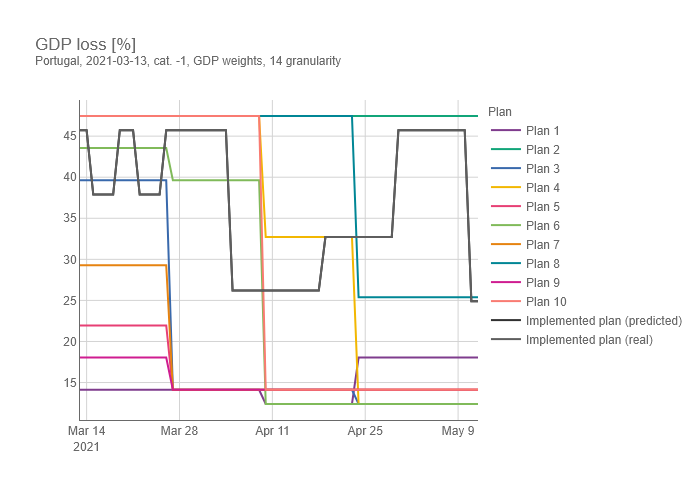 GDP loss [%]
Portugal, 2021-03-13, cat. -1, GDP weights, 14 granularity
Plan
45
40
35
30
25
20
15
Mar 14
2021
Mar 28
Apr 11
Apr 25
May 9
Plan 1
Plan 2
Plan 3
Plan 4
Plan 5
Plan 6
Plan 7
Plan 8
Plan 9
Plan 10
Implemented plan (predicted)
Implemented plan (real)